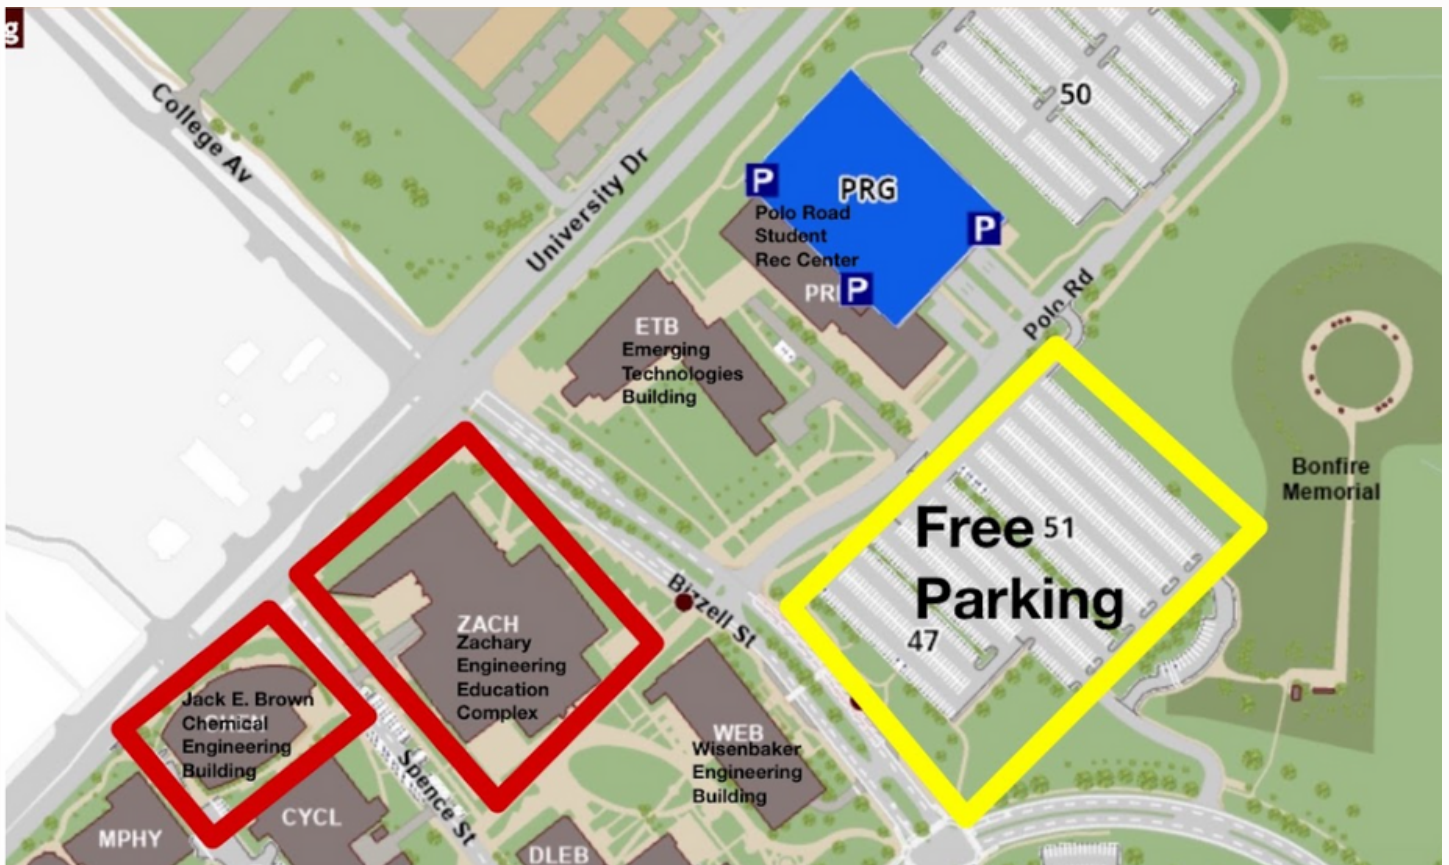 g
College Av
University Dr
50
P
PRG
P
Polo Road
Student
Rec Center
P
Polo Rd
ETB
Emerging
Technologies
Building
Bonfire
Memorial
Free
51
Parking
47
Bizzell St
ZACH
Zachary
Engineering
Education
Complex
WEB
Wisenbaker
Engineering
Building
Jack E. Brown
Chemical
Engineering
Building
Spence St
CYCL
MPHY
DLEB